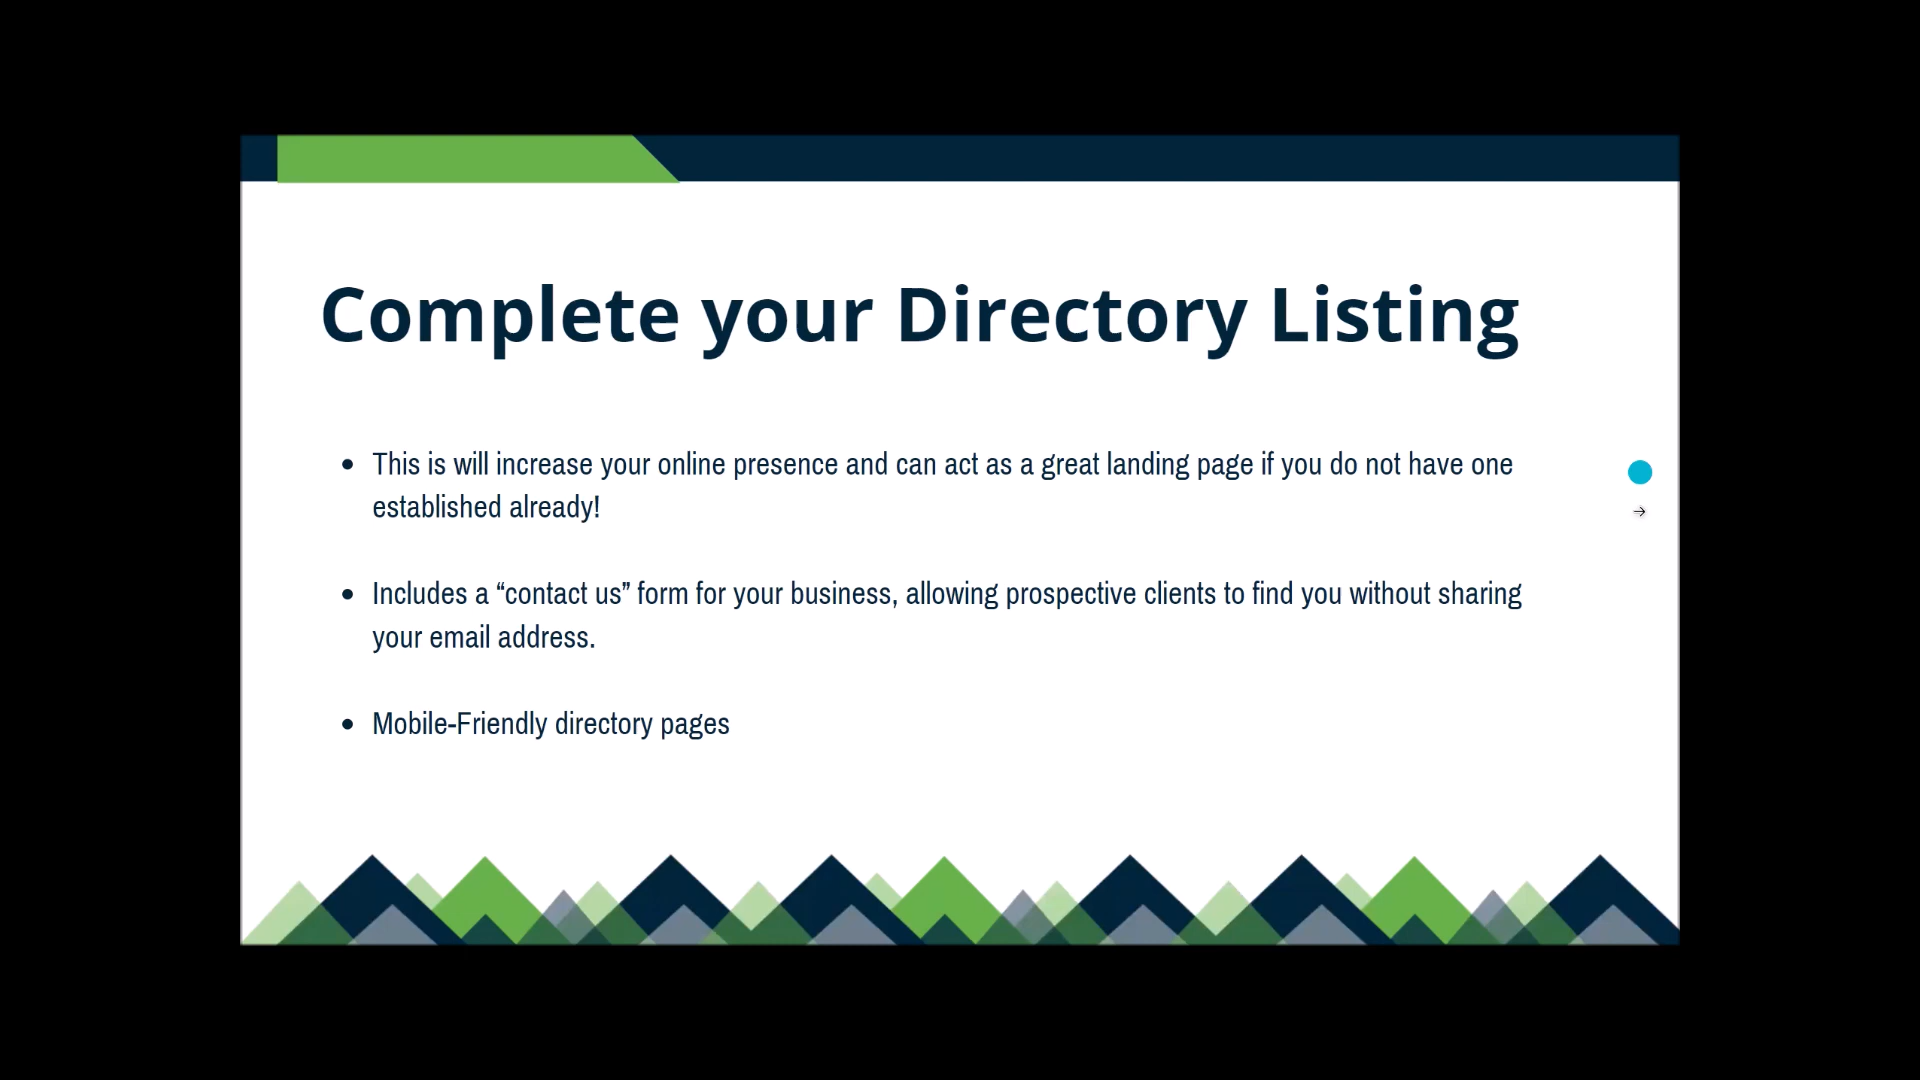 Complete your Directory Listing
• This is will increase your online presence and can act as a great landing page if you do not have one
established already!
• Includes a “contact us” form for your business, allowing prospective clients to find you without sharing
your email address.
• Mobile-Friendly directory pages